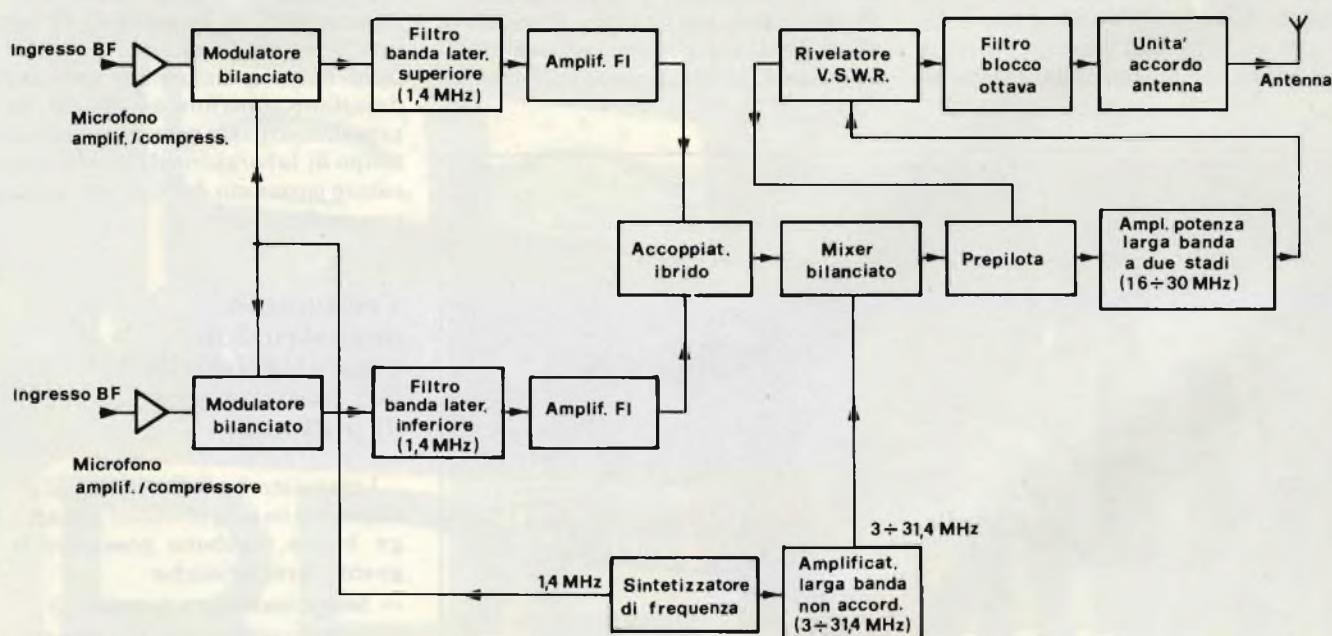 Ingresso BF
Modulatore
bilanciato
Filtro
banda later.
superiore
(1,4 MHz)
Amplif. FI
Rivelatore
V.S.W.R.
Filtro
blocco
ottava
Unita'
accordo
antenna
Antenna
Microfono
amplif./compress.
Accoppiat.
ibrido
Mixer
bilanciato
Prepilota
Ampl. potenza
larga banda
a due stadi
(16÷30 MHz)
Ingresso BF
Modulatore
bilanciato
Filtro
banda later.
inferiore
(1,4 MHz)
Amplif. FI
Microfono
amplif./compressore
1,4 MHz
Sintetizzatore
di frequenza
3÷31,4 MHz
Amplificat.
larga banda
non accord.
(3÷31,4 MHz)